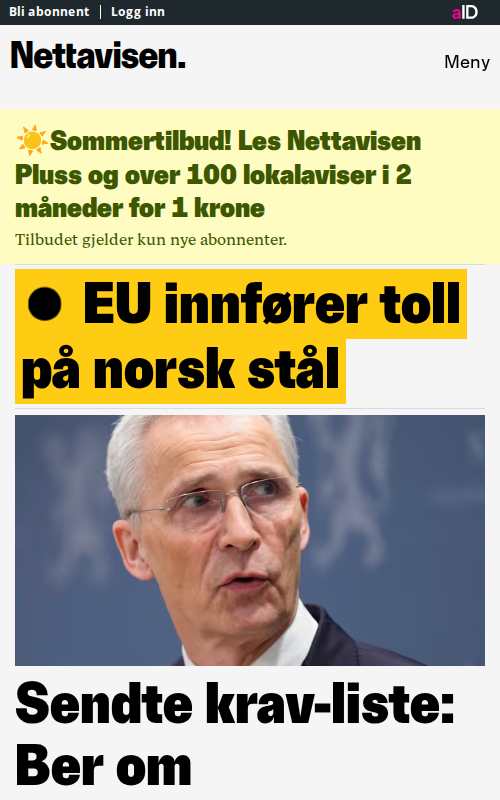 Bli abonnent | Logg inn
aID
Nettavisen.
Meny
☀️Sommertilbud! Les Nettavisen
Pluss og over 100 lokalaviser i 2
måneder for 1 krone
Tilbudet gjelder kun nye abonnenter.
● EU innfører toll
på norsk stål
Sendte krav-liste:
Ber om